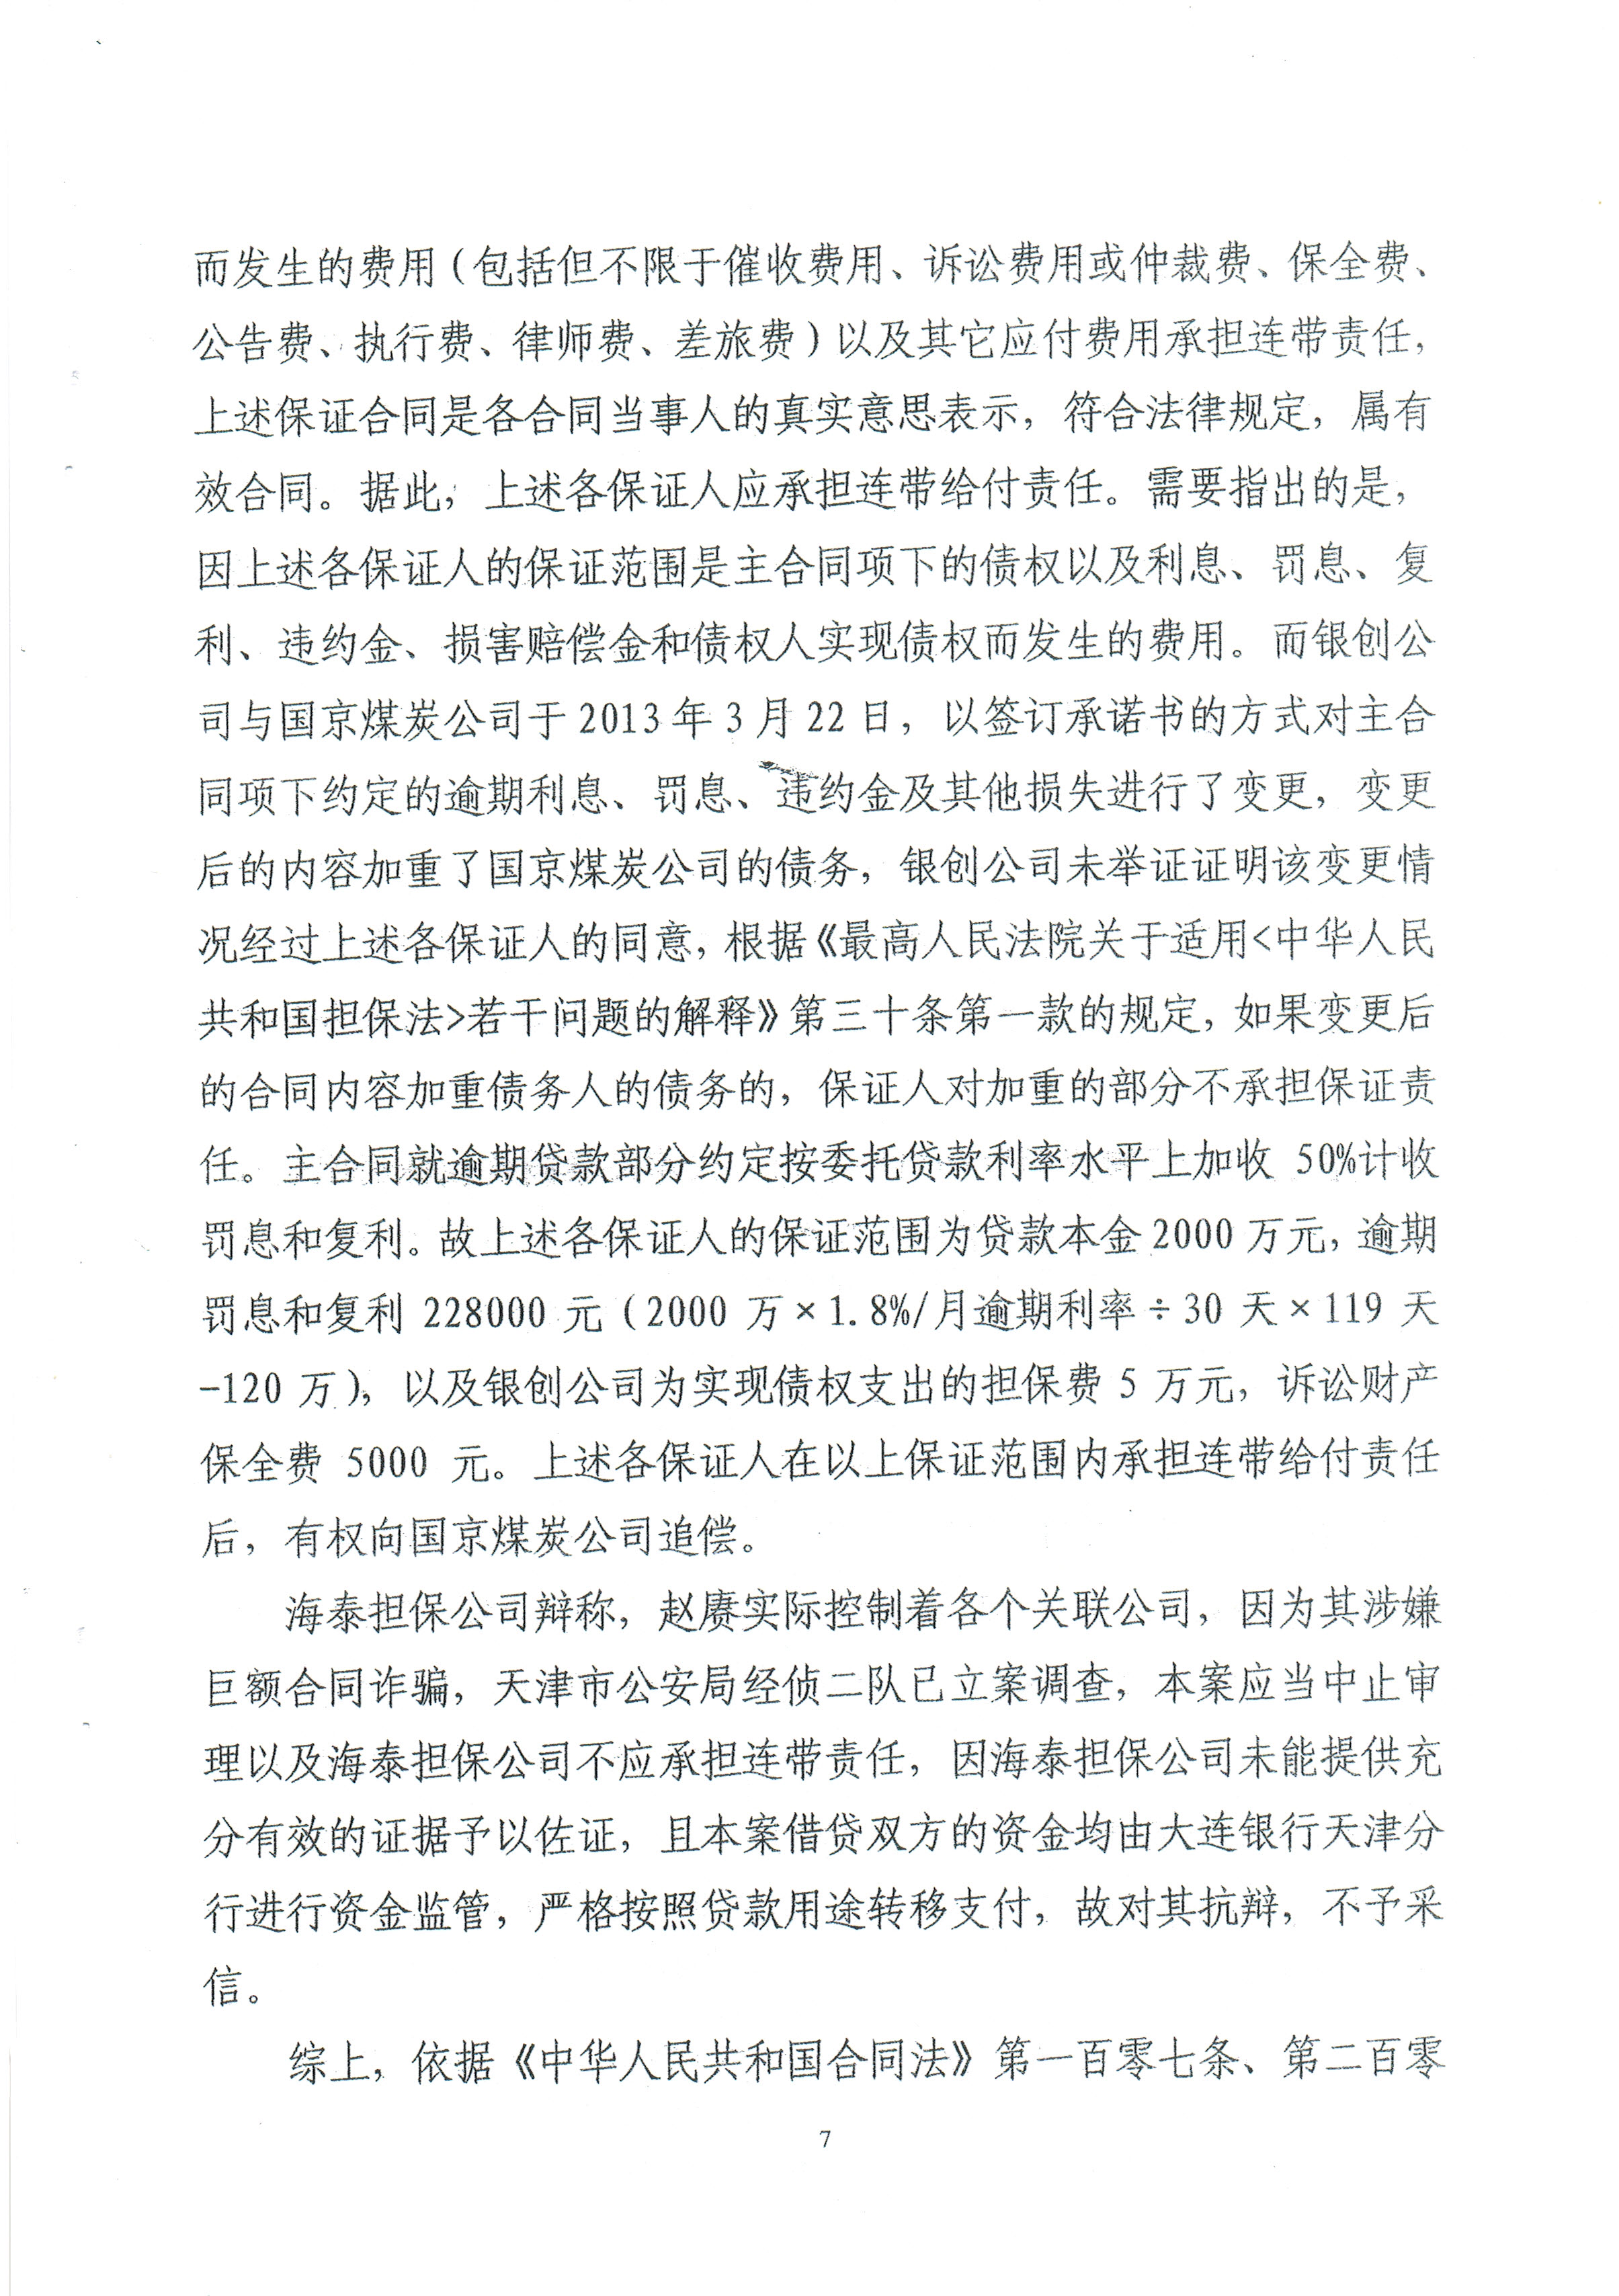 而发生的费用（包括但不限于催收费用、诉讼费用或仲裁费、保全费、
公告费、执行费、律师费、差旅费）以及其它应付费用承担连带责任，
上述保证合同是各合同当事人的真实意思表示，符合法律规定，属有
效合同。据此，上述各保证人应承担连带给付责任。需要指出的是，
因上述各保证人的保证范围是主合同项下的债权以及利息、罚息、复
利、违约金、损害赔偿金和债权人实现债权而发生的费用。而银创公
司与国京煤炭公司于2013年3月22日，以签订承诺书的方式对主合
同项下约定的逾期利息、罚息、违约金及其他损失进行了变更，变更
后的内容加重了国京煤炭公司的债务，银创公司未举证证明该变更情
况经过上述各保证人的同意，根据《最高人民法院关于适用<中华人民
共和国担保法>若干问题的解释》第三十条第一款的规定，如果变更后
的合同内容加重债务人的债务的，保证人对加重的部分不承担保证责
任。主合同就逾期贷款部分约定按委托贷款利率水平上加收 50%计收
罚息和复利。故上述各保证人的保证范围为贷款本金2000万元，逾期
罚息和复利 228000 元（2000 万×1.8%/月逾期利率÷30 天×119 天
-120 万），以及银创公司为实现债权支出的担保费 5 万元，诉讼财产
保全费 5000 元。上述各保证人在以上保证范围内承担连带给付责任
后，有权向国京煤炭公司追偿。
海泰担保公司辩称，赵赓实际控制着各个关联公司，因为其涉嫌
巨额合同诈骗，天津市公安局经侦二队已立案调查，本案应当中止审
理以及海泰担保公司不应承担连带责任，因海泰担保公司未能提供充
分有效的证据予以佐证，且本案借贷双方的资金均由大连银行天津分
行进行资金监管，严格按照贷款用途转移支付，故对其抗辩，不予采
信。
综上，依据《中华人民共和国合同法》第一百零七条、第二百零
7